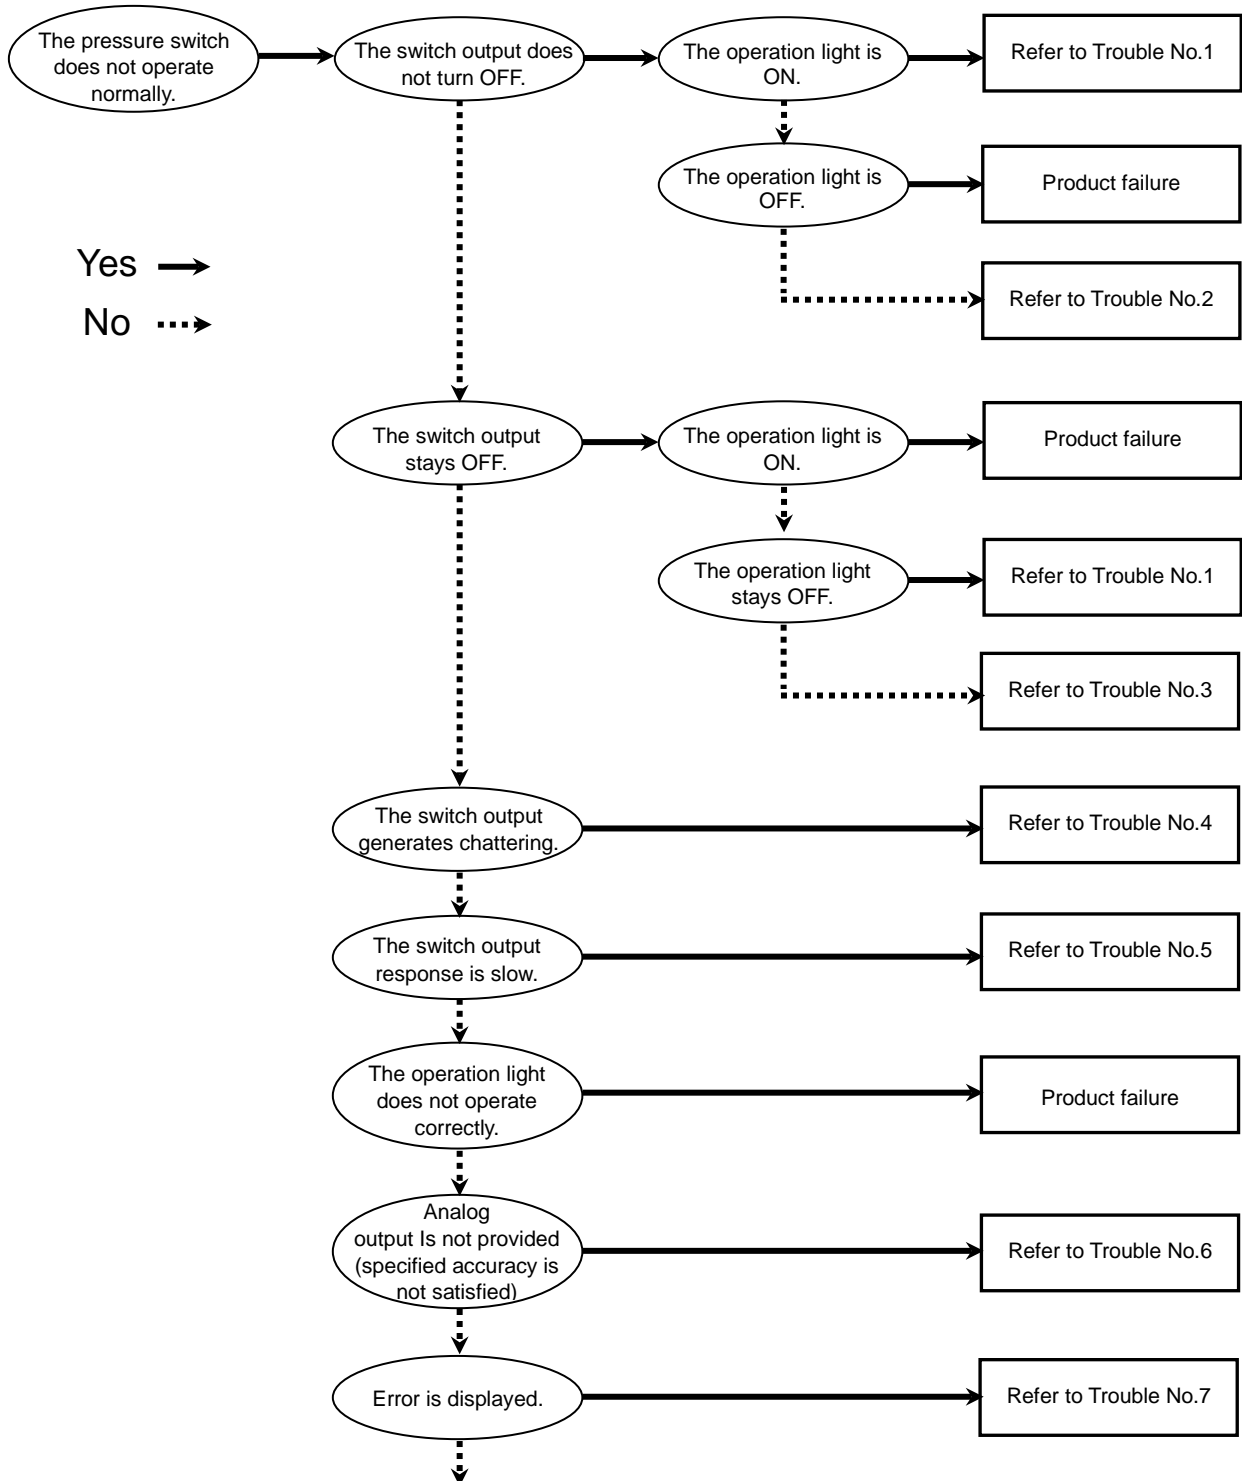 The pressure switch
does not operate
normally.
The switch output does
not turn OFF.
The operation light is
ON.
Refer to Trouble No.1
The operation light is
OFF.
Product failure
Yes
No
Refer to Trouble No.2
The switch output
stays OFF.
The operation light is
ON.
Product failure
The operation light
stays OFF.
Refer to Trouble No.1
Refer to Trouble No.3
The switch output
generates chattering.
Refer to Trouble No.4
The switch output
response is slow.
Refer to Trouble No.5
The operation light
does not operate
correctly.
Product failure
Analog
output Is not provided
(specified accuracy is
not satisfied)
Refer to Trouble No.6
Error is displayed.
Refer to Trouble No.7